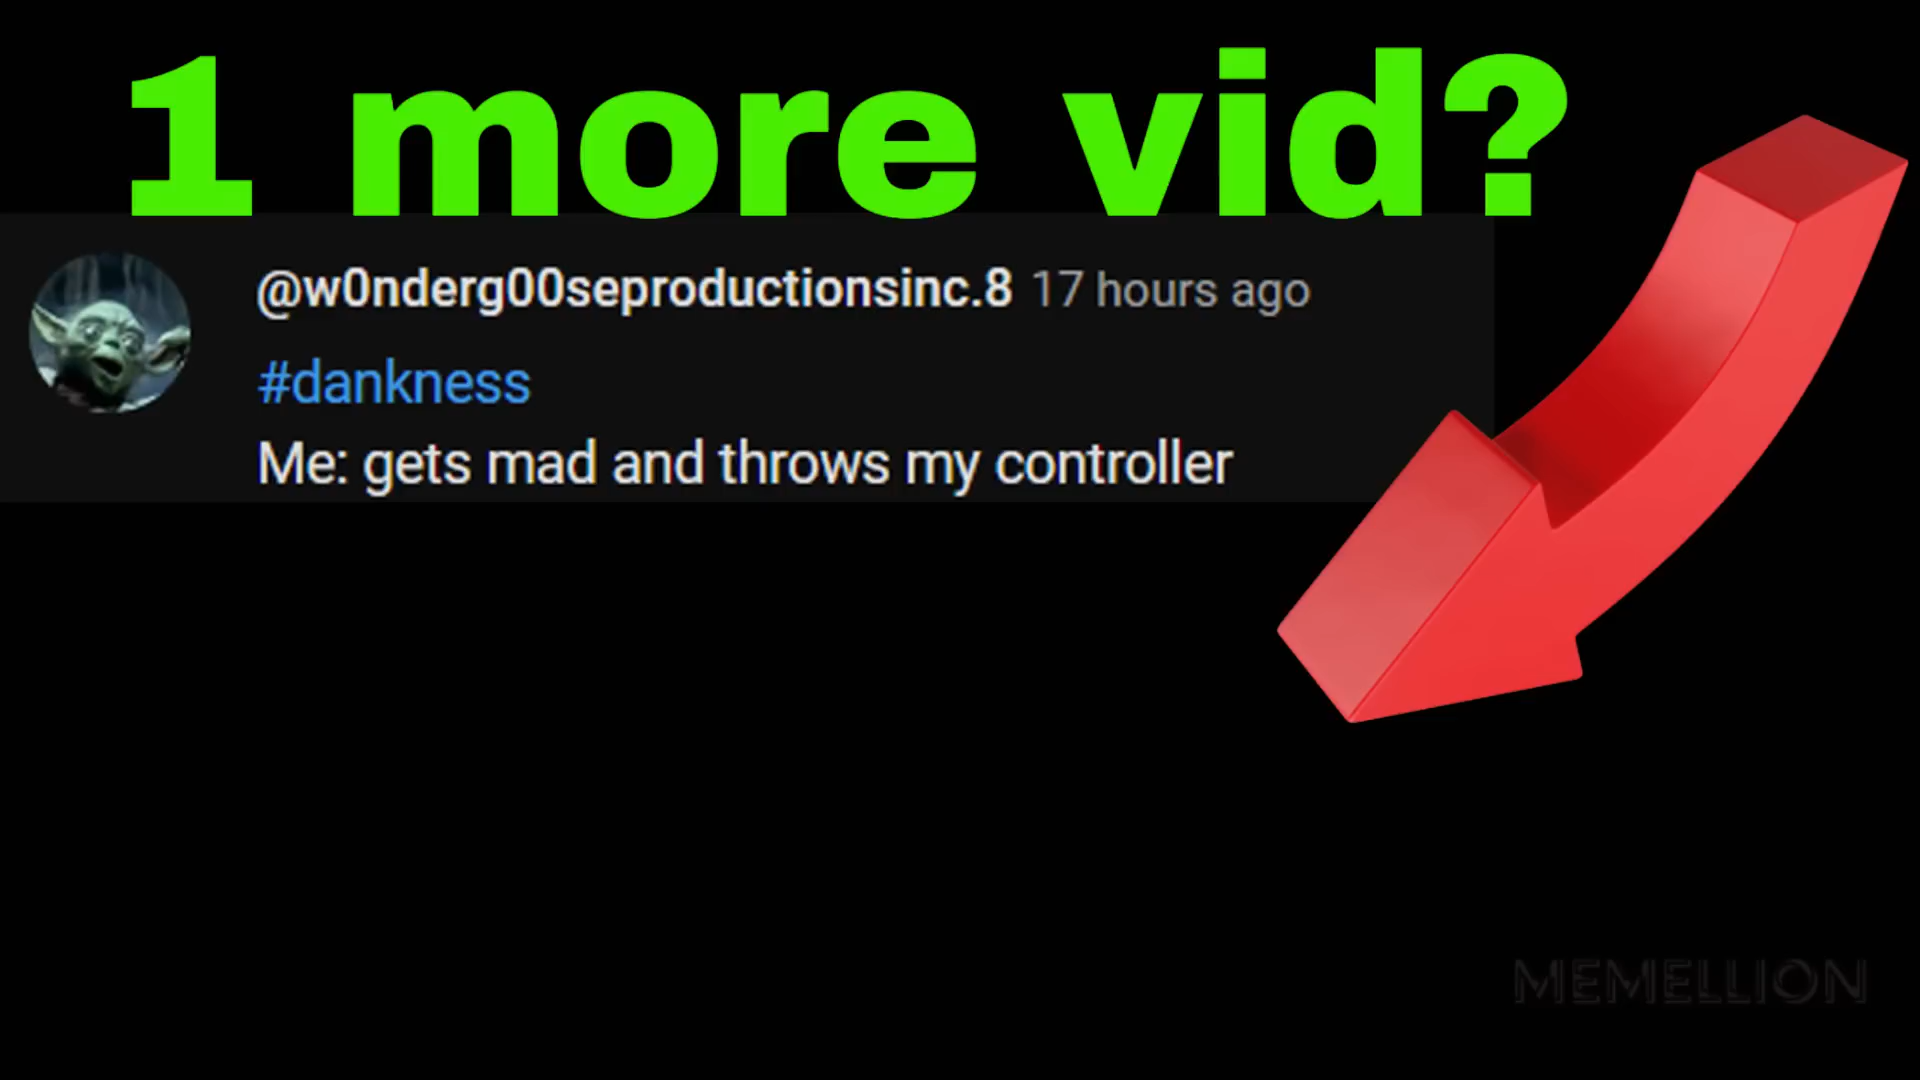 1 more vid?
@w0nderg00seproductionsinc.8 17 hours ago
#dankness
Me: gets mad and throws my controller
MEMELLION